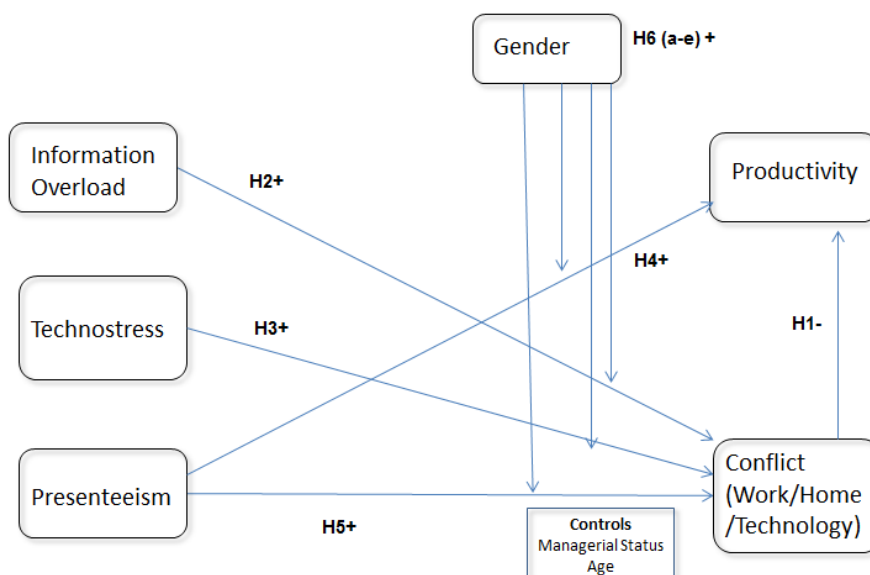 Gender
H6 (a-e) +
Information
Overload
H2+
Productivity
H4+
Technostress
H3+
H1-
Presenteeism
H5+
Conflict
(Work/Home
/Technology)
Controls
Managerial Status
Age